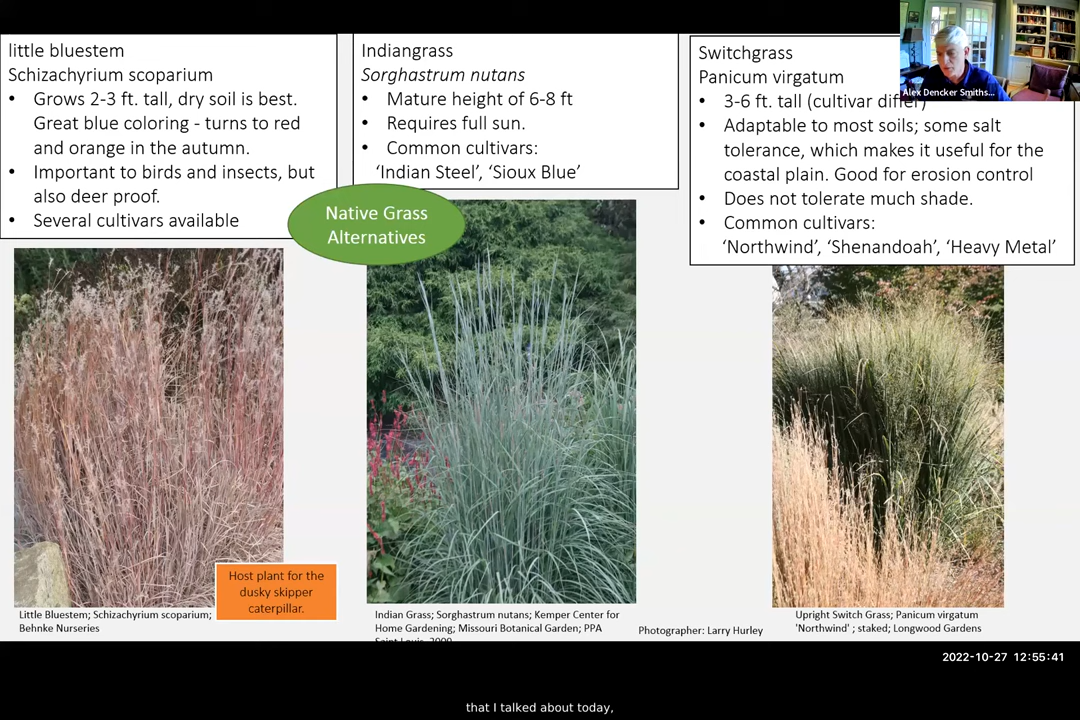 little bluestem
Schizachyrium scoparium
• Grows 2-3 ft. tall, dry soil is best.
Great blue coloring - turns to red
and orange in the autumn.
• Important to birds and insects, but
also deer proof.
• Several cultivars available
Indiangrass
Sorghastrum nutans
• Mature height of 6-8 ft
• Requires full sun.
• Common cultivars:
‘Indian Steel’, ‘Sioux Blue’
Switchgrass
Panicum virgatum
• 3-6 ft. tall (cultivar differ)
• Adaptable to most soils; some salt
tolerance, which makes it useful for the
coastal plain. Good for erosion control
• Does not tolerate much shade.
• Common cultivars:
‘Northwind’, ‘Shenandoah’, ‘Heavy Metal’
Alex Dencker Smiths...
Native Grass
Alternatives
Host plant for the
dusky skipper
caterpillar.
Little Bluestem; Schizachyrium scoparium;
Behnke Nurseries
Indian Grass; Sorghastrum nutans; Kemper Center for
Home Gardening; Missouri Botanical Garden; PPA
Saint Louis, 2009
Photographer: Larry Hurley
Upright Switch Grass; Panicum virgatum
'Northwind' ; staked; Longwood Gardens
2022-10-27 12:55:41
that I talked about today,